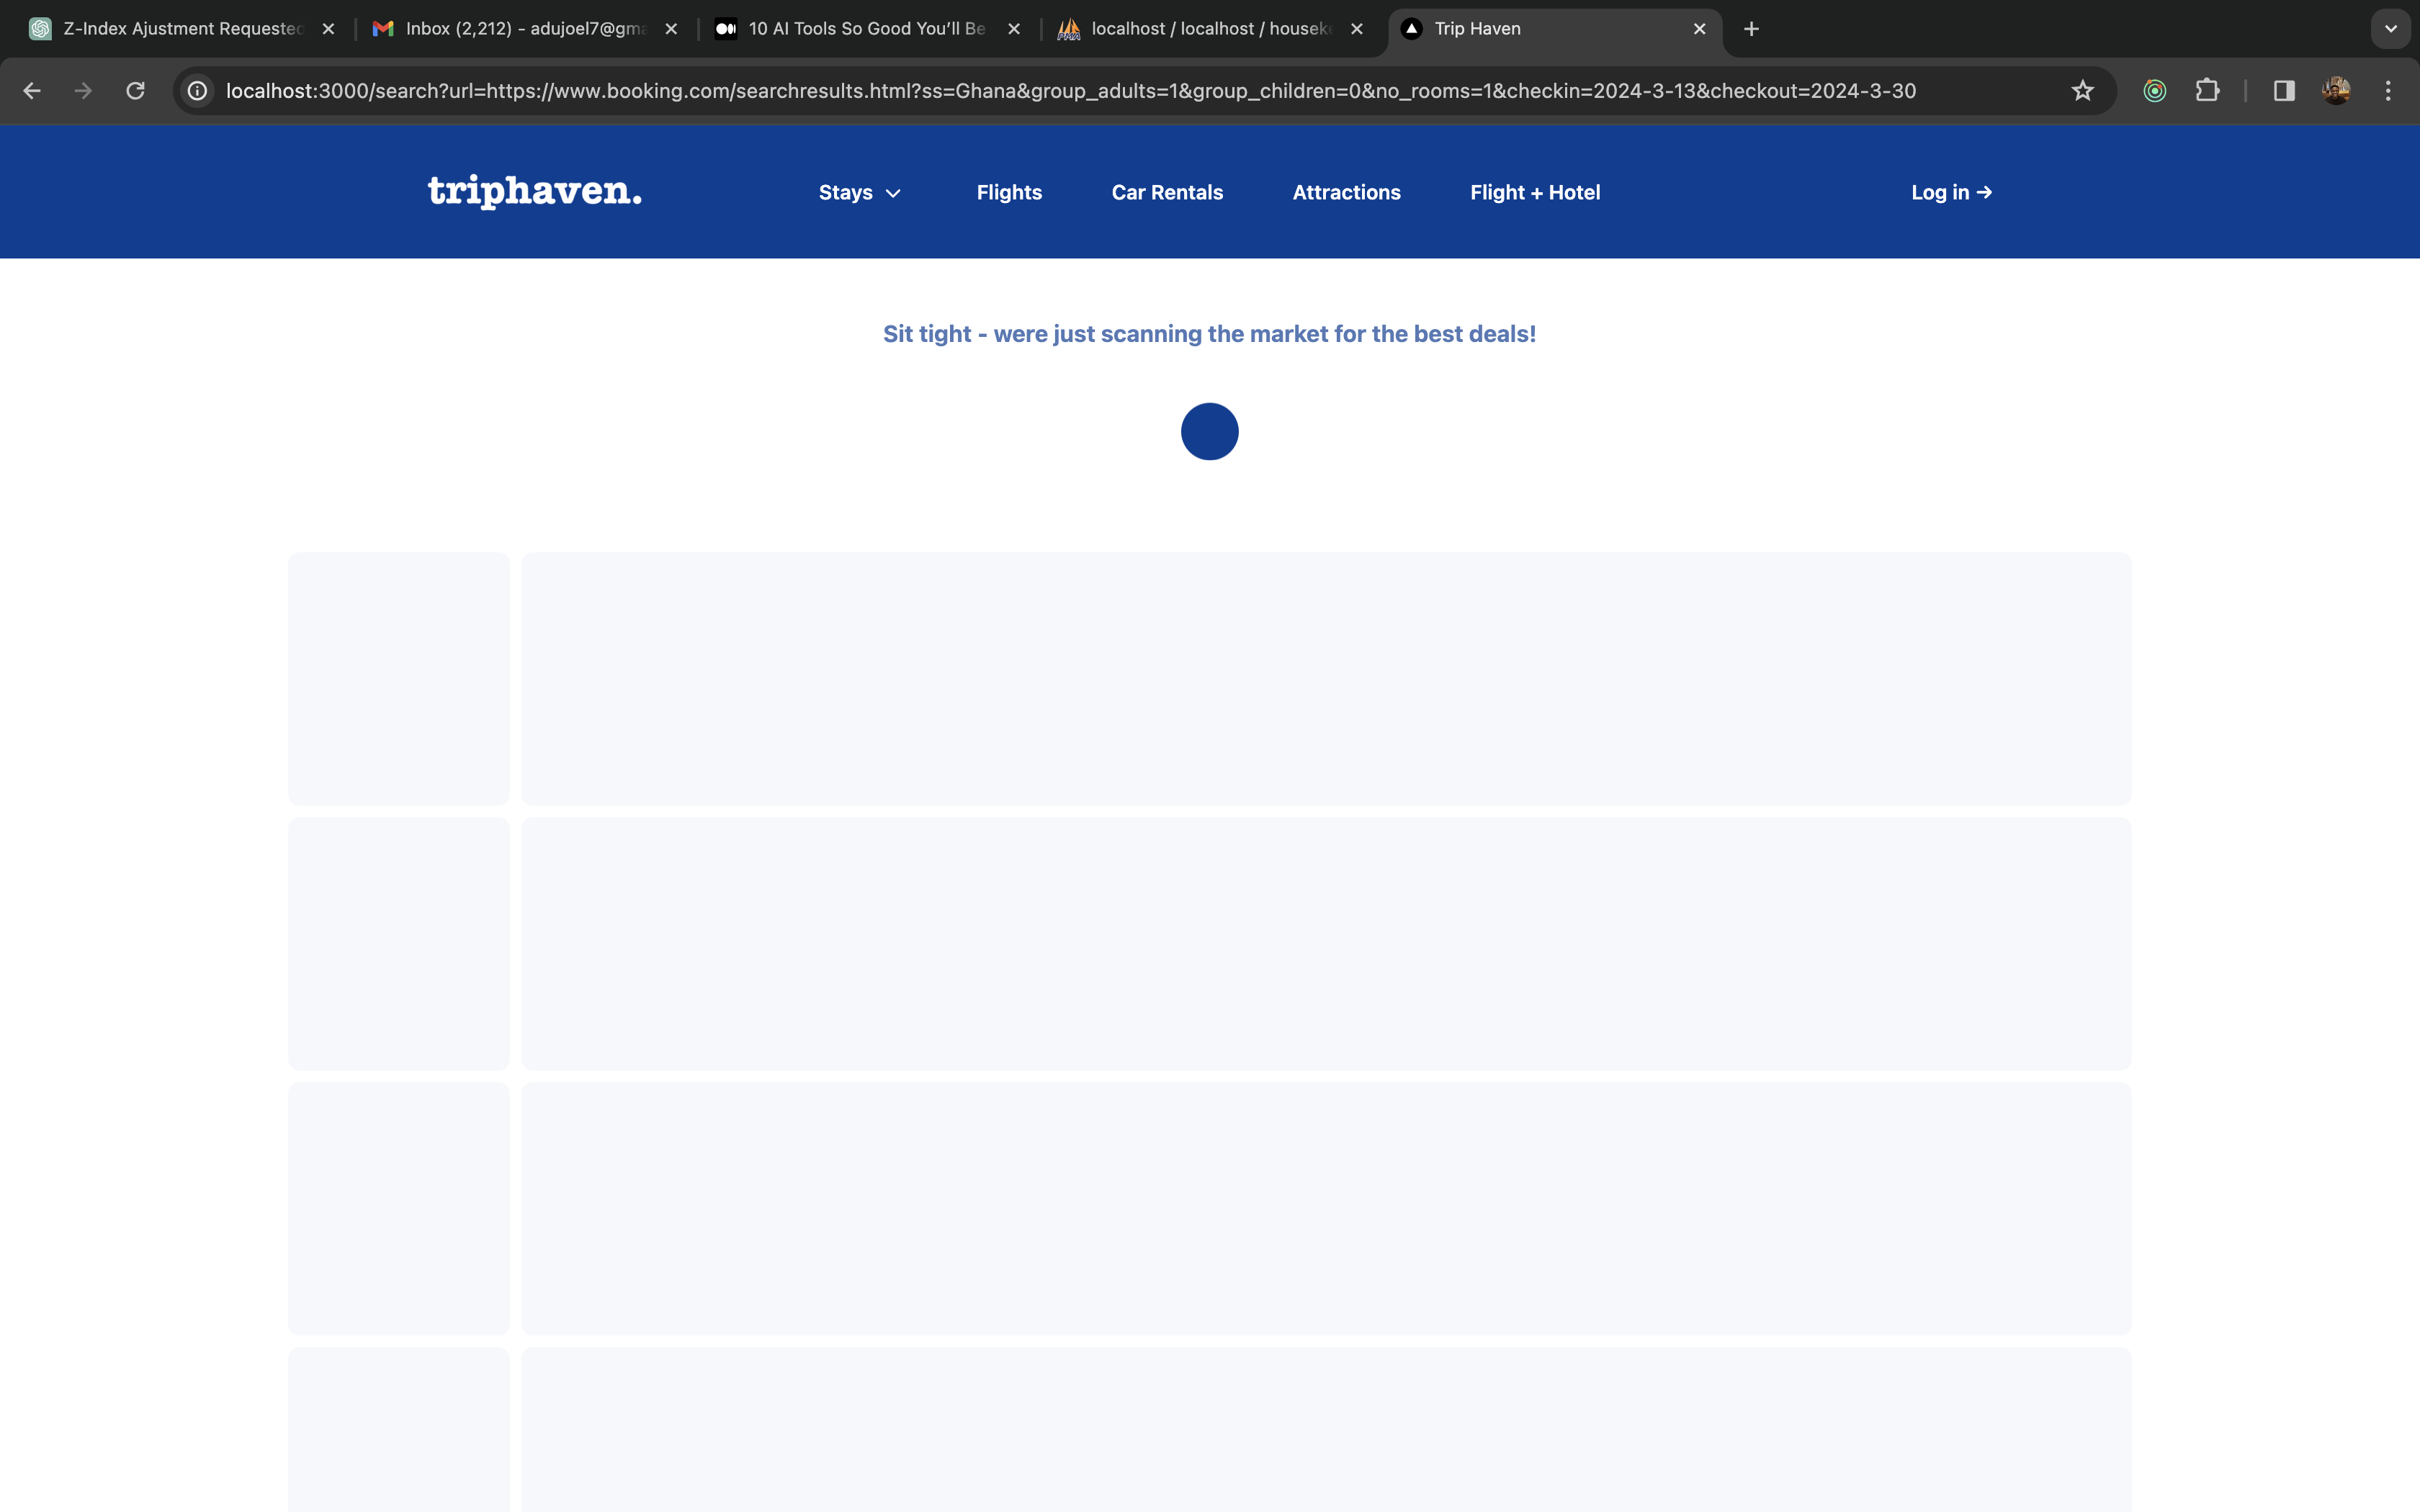 Z-Index Ajustment Requested
Inbox (2,212) - adujoel7@gma
10 AI Tools So Good You'll Be
localhost / localhost / houseke
Trip Haven
localhost:3000/search?url=https://www.booking.com/searchresults.html?ss=Ghana&group_adults=1&group_children=0&no_rooms=1&checkin=2024-3-13&checkout=2024-3-30
triphaven.
Stays
Flights
Car Rentals
Attractions
Flight + Hotel
Log in →
Sit tight - were just scanning the market for the best deals!